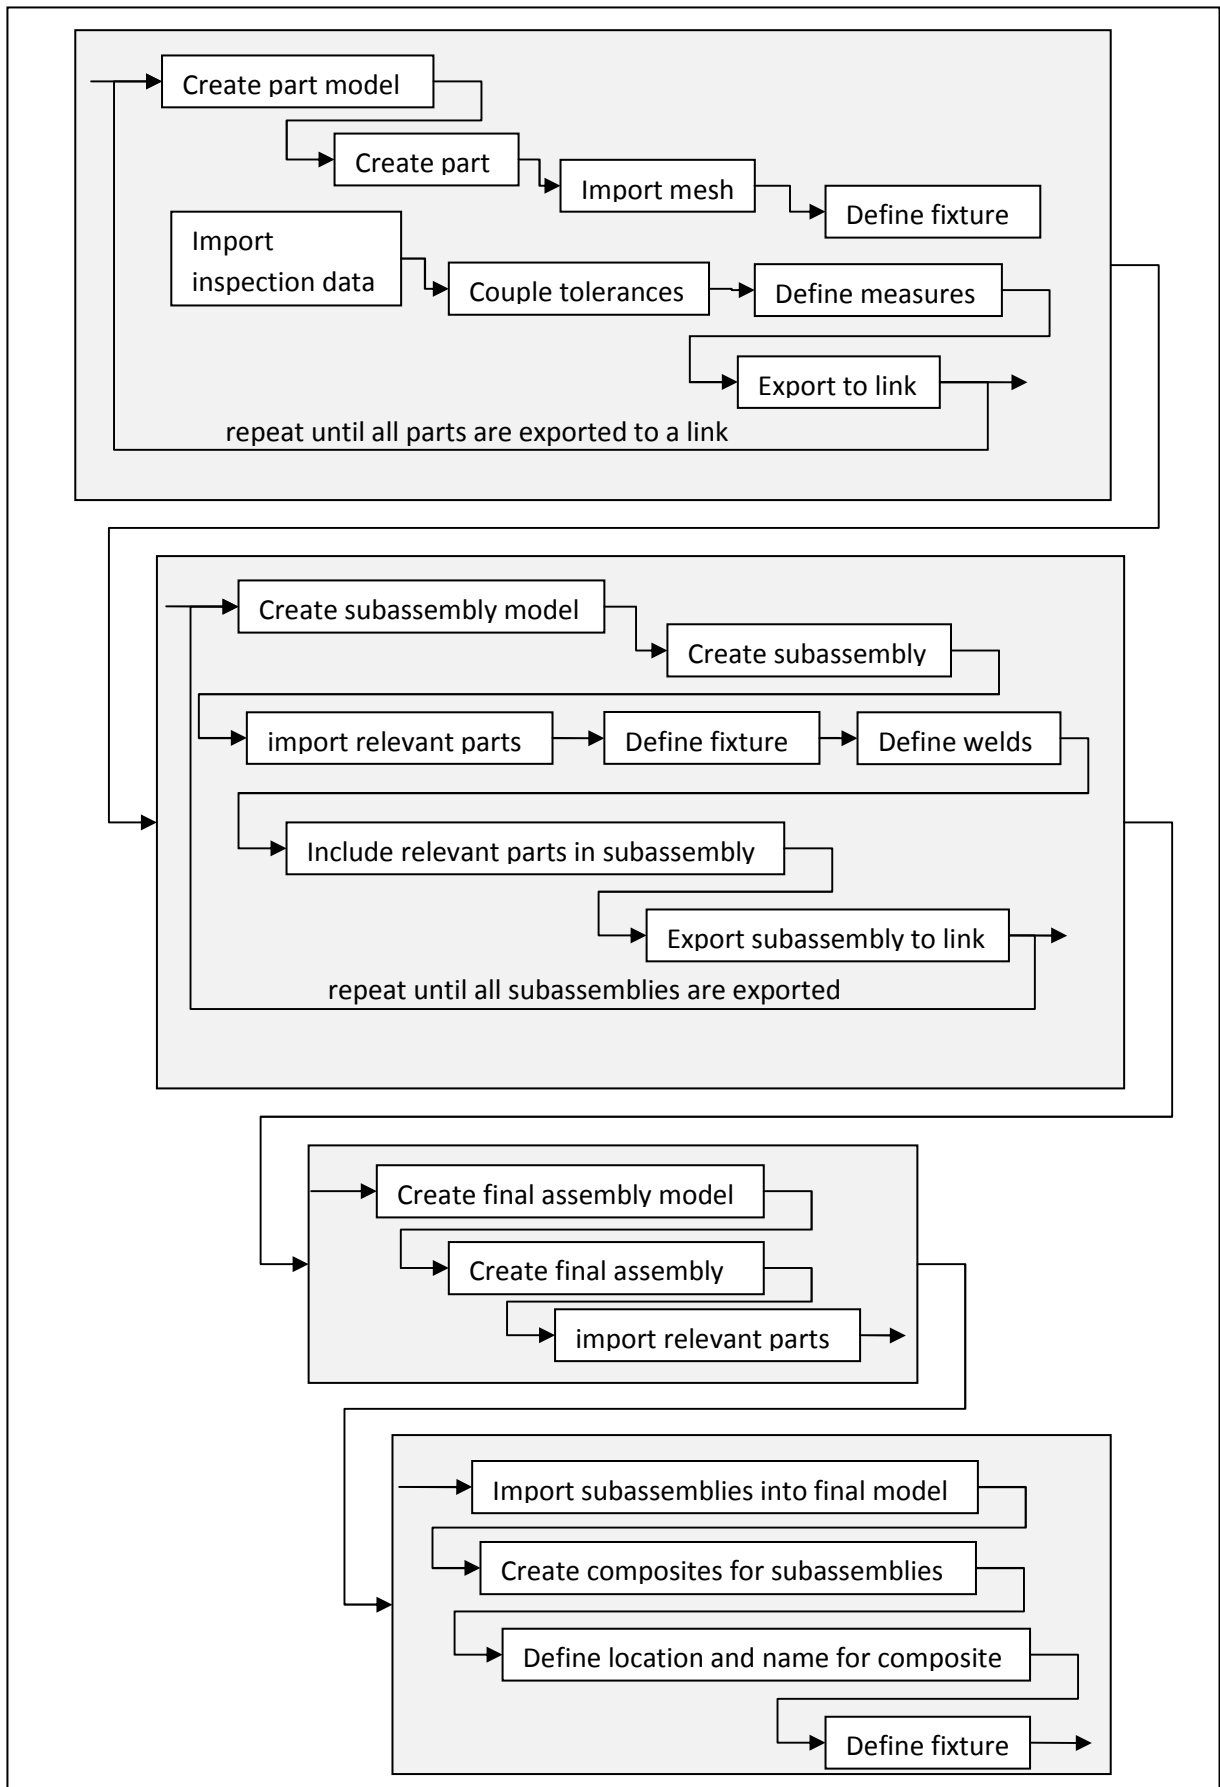 Create part model
Create part
Import mesh
Define fixture
Import
inspection data
Couple tolerances
Define measures
Export to link
repeat until all parts are exported to a link
Create subassembly model
Create subassembly
import relevant parts
Define fixture
Define welds
Include relevant parts in subassembly
Export subassembly to link
repeat until all subassemblies are exported
Create final assembly model
Create final assembly
import relevant parts
Import subassemblies into final model
Create composites for subassemblies
Define location and name for composite
Define fixture